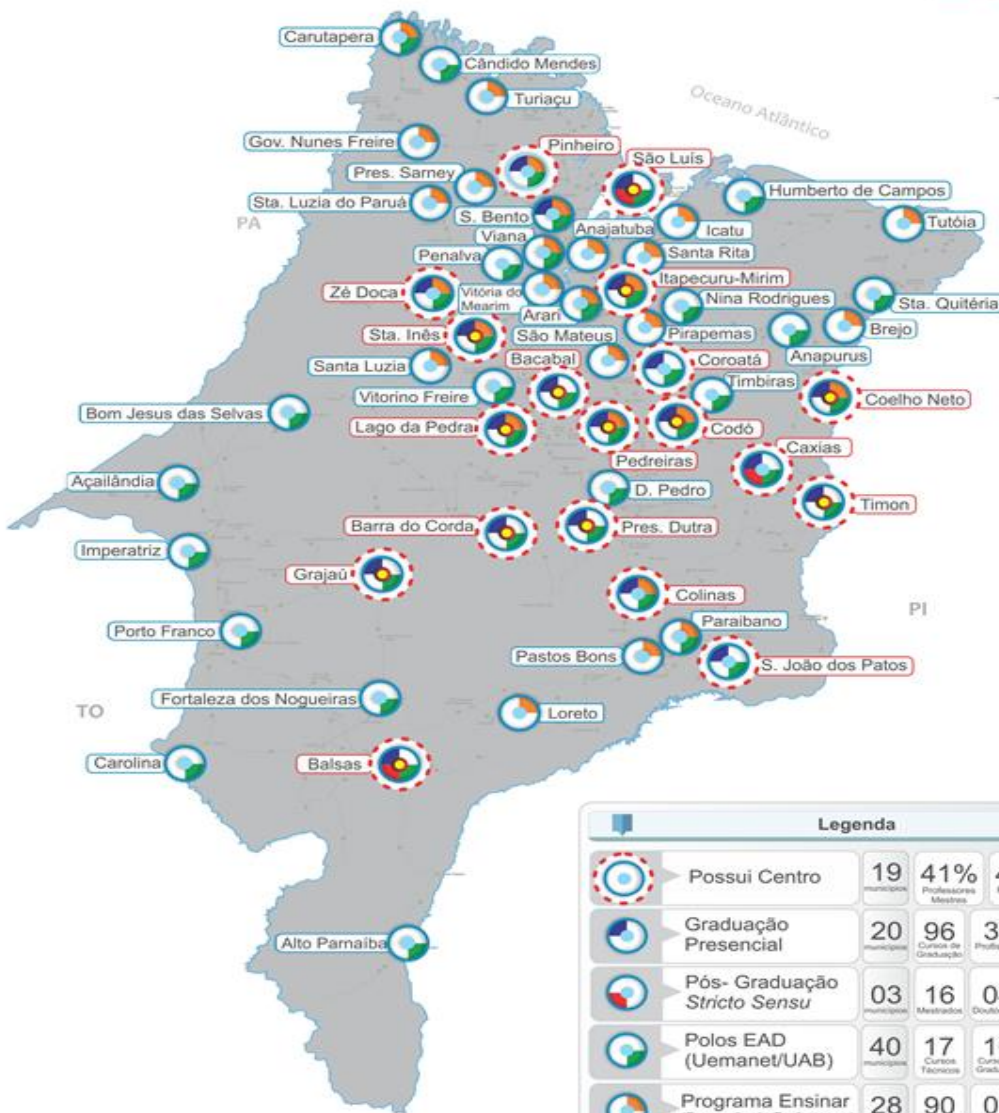 Carutapera
Cândido Mendes
Turiaçu
Oceano Atlântico
Gov. Nunes Freire
Pinheiro
São Luís
Pres. Sarney
Humberto de Campos
Sta. Luzia do Paruá
PA
S. Bento
Anajatuba
Icatu
Tutóia
Viana
Santa Rita
Penalva
Itapecuru-Mirim
Zé Doca
Vitória do
Mearim
Nina Rodrigues
Sta. Quitéria
Arari
Sta. Inês
São Mateus
Pirapemas
Brejo
Anapurus
Santa Luzia
Bacabal
Coroatá
Timbiras
Vitorino Freire
Coelho Neto
Bom Jesus das Selvas
Lago da Pedra
Codó
Caxias
Pedreiras
Açailândia
D. Pedro
Timon
Barra do Corda
Pres. Dutra
Imperatriz
Grajaú
Colinas
PI
Paraibano
Porto Franco
Pastos Bons
S. João dos Patos
Fortaleza dos Nogueiras
TO
Loreto
Carolina
Balsas
Alto Parnaíba
Legenda
Possui Centro
19
municípios
41%
Professores
Mestres
Graduação
Presencial
20
municípios
96
Cursos de
Graduação
Pós- Graduação
Stricto Sensu
03
municípios
16
Mestrados
Polos EAD
(Uemanet/UAB)
40
municípios
17
Cursos
Técnicos
Programa Ensinar
28
90